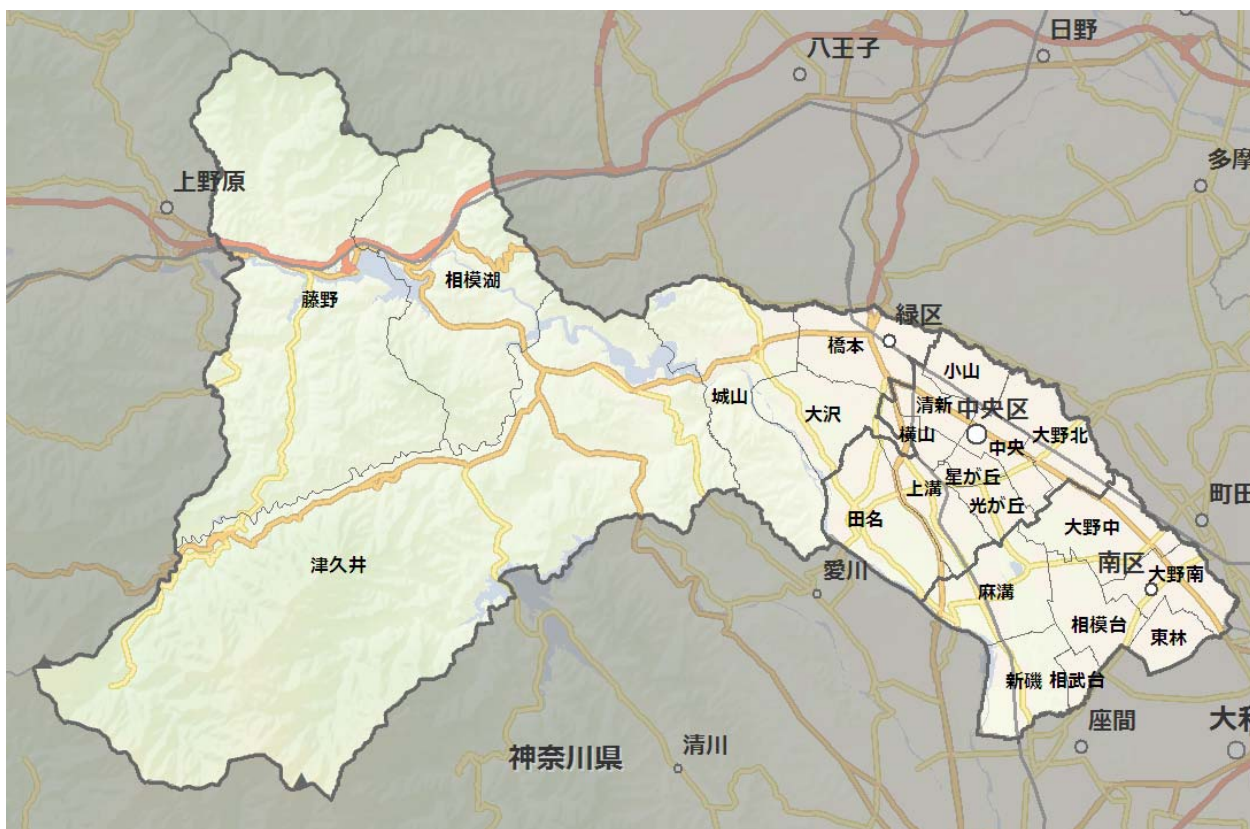 日野
八王子
多摩
上野原
相模湖
藤野
緑区
橋本
小山
城山
清新
中央区
大沢
横山
中央
大野北
星が丘
上溝
光が丘
町田
田名
大野中
津久井
南区
愛川
大野南
麻溝
相模台
東林
新磯
相武台
座間
大和
清川
神奈川県